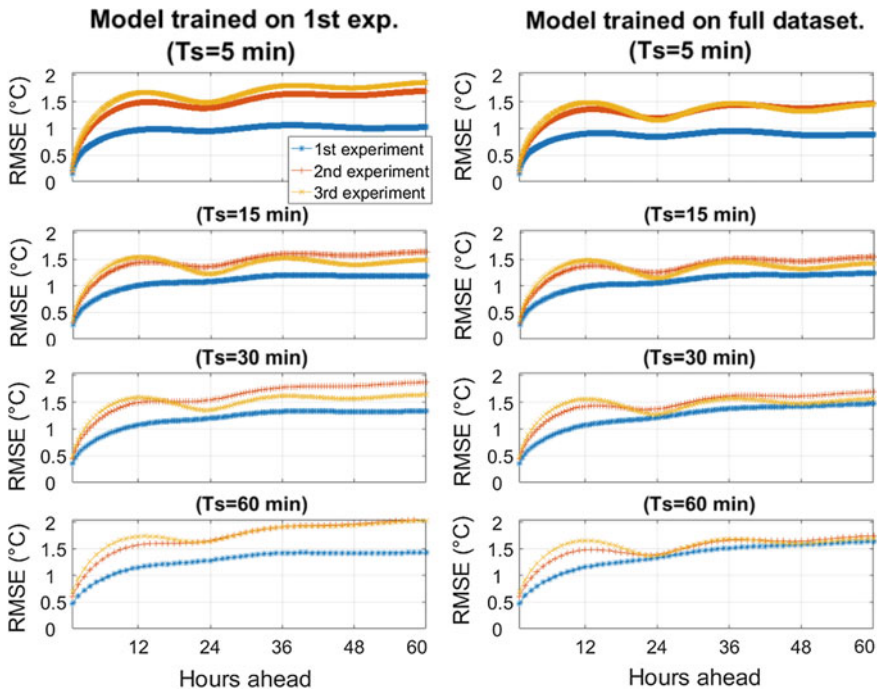 Model trained on 1st exp.
(Ts=5 min)
2
1.5
1
0.5
0
RMSE (°C)
1st experiment
2nd experiment
3rd experiment
(Ts=15 min)
2
1.5
1
0.5
0
RMSE (°C)
(Ts=30 min)
2
1.5
1
0.5
0
RMSE (°C)
(Ts=60 min)
2
1.5
1
0.5
0
RMSE (°C)
12 24 36 48 60
Hours ahead
Model trained on full dataset.
(Ts=5 min)
2
1.5
1
0.5
0
RMSE (°C)
(Ts=15 min)
2
1.5
1
0.5
0
RMSE (°C)
(Ts=30 min)
2
1.5
1
0.5
0
RMSE (°C)
(Ts=60 min)
2
1.5
1
0.5
0
RMSE (°C)
12 24 36 48 60
Hours ahead